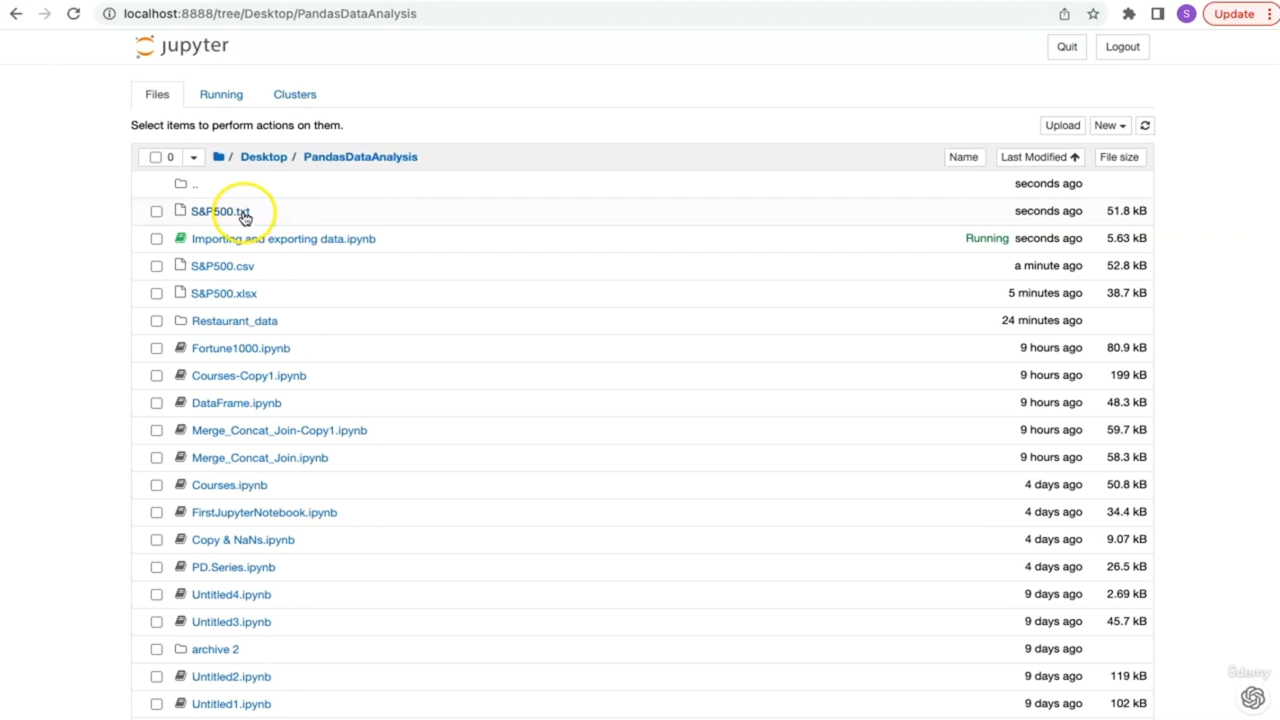 localhost:8888/tree/Desktop/PandasDataAnalysis
S
Update
jupyter
Quit
Logout
Files
Running
Clusters
Select items to perform actions on them.
Upload
New
0
/ Desktop / PandasDataAnalysis
Name
Last Modified
File size
.. seconds ago
S&P500.txt seconds ago 51.8 kB
Importing and exporting data.ipynb Running seconds ago 5.63 kB
S&P500.csv a minute ago 52.8 kB
S&P500.xlsx 5 minutes ago 38.7 kB
Restaurant_data 24 minutes ago
Fortune1000.ipynb 9 hours ago 80.9 kB
Courses-Copy1.ipynb 9 hours ago 199 kB
DataFrame.ipynb 9 hours ago 48.3 kB
Merge_Concat_Join-Copy1.ipynb 9 hours ago 59.7 kB
Merge_Concat_Join.ipynb 9 hours ago 58.3 kB
Courses.ipynb 4 days ago 50.8 kB
FirstJupyterNotebook.ipynb 4 days ago 34.4 kB
Copy & NaNs.ipynb 4 days ago 9.07 kB
PD.Series.ipynb 4 days ago 26.5 kB
Untitled4.ipynb 9 days ago 2.69 kB
Untitled3.ipynb 9 days ago 45.7 kB
archive 2 9 days ago
Untitled2.ipynb 9 days ago 119 kB
Untitled1.ipynb 9 days ago 102 kB
ûdemy